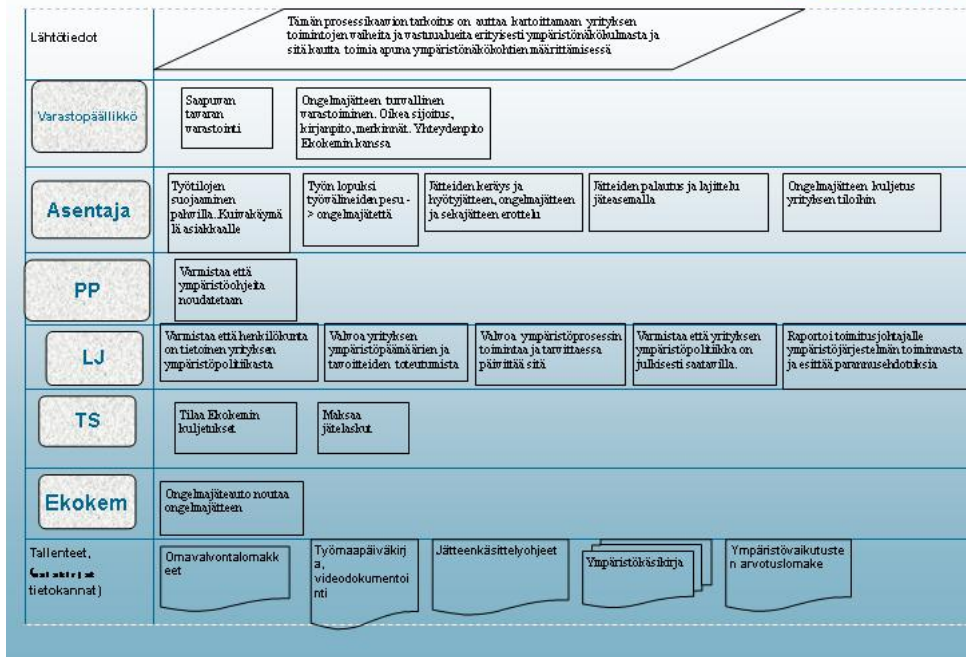 Lähtötiedot
Tämän prosessikaavion tarkoitus on auttaa kartoittamaan yrityksen
toimintojen vaiheita ja vastuualueita erityisesti ympäristönäkökulmasta ja
sitä kautta toimia apuna ympäristönäkökohtien määrittämisessä
Varastopäällikkö
Saapuvan
tavaran
varastointi
Ongelmajätteen turvallinen
varastoiminen. Oikea sijoitus,
kirjanpito, merkinnät. Yhteydenpito
Ekokemin kanssa
Asentaja
Työtilojen
suojaaminen
pahvilla. Kuivakäymä
lä asiakkaalle
Työn lopuksi
työvälineiden pesu -
> ongelmajätettä
Jätteiden keräys ja
hyötyjätteen, ongelmajätteen
ja sekajätteen erottelu
Jätteiden palautus ja lajittelu
jäteasemalla
Ongelmajätteen kuljetus
yrityksen tiloihin
PP
Varmistaa että
ympäristöohjeita
noudatetaan
LJ
Varmistaa että henkilökunta
on tietoinen yrityksen
ympäristöpolitiikasta
Valvoa yrityksen
ympäristöpäämäärien ja
tavoitteiden toteutumista
Valvoa ympäristöprosessin
toimintaa ja tarvittaessa
päivittää sitä
Varmistaa että yrityksen
ympäristöpolitiikka on
julkisesti saatavilla.
Raportoi toimitusjohtajalle
ympäristöjärjestelmän toiminnasta
ja esittää parannusehdotuksia
TS
Tilaa Ekokemin
kuljetukset
Maksaa
jätelaskut
Ekokem
Ongelmajäteauto noutaa
ongelmajätteen
Tallenteet,
tietokannat)
Omavalvontalomak
keet
Työmaapäiväkirj
a,
videodokumentoi
nti
Jätteenkäsittelyohjeet
Ympäristökäsikirja
Ympäristövaikutuste
n arvotuslomake